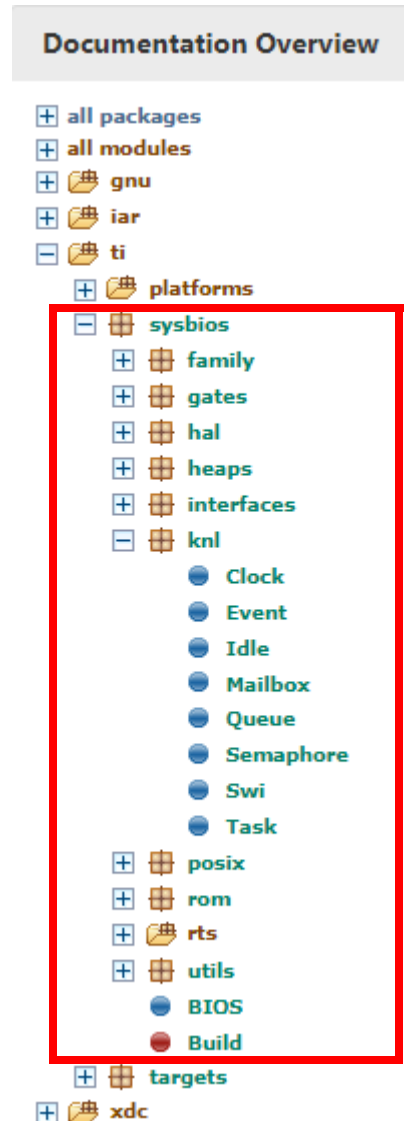 Documentation Overview
all packages
all modules
gnu
iar
ti
platforms
sysbios
family
gates
hal
heaps
interfaces
knl
Clock
Event
Idle
Mailbox
Queue
Semaphore
Swi
Task
posix
rom
rts
utils
BIOS
Build
targets
xdc